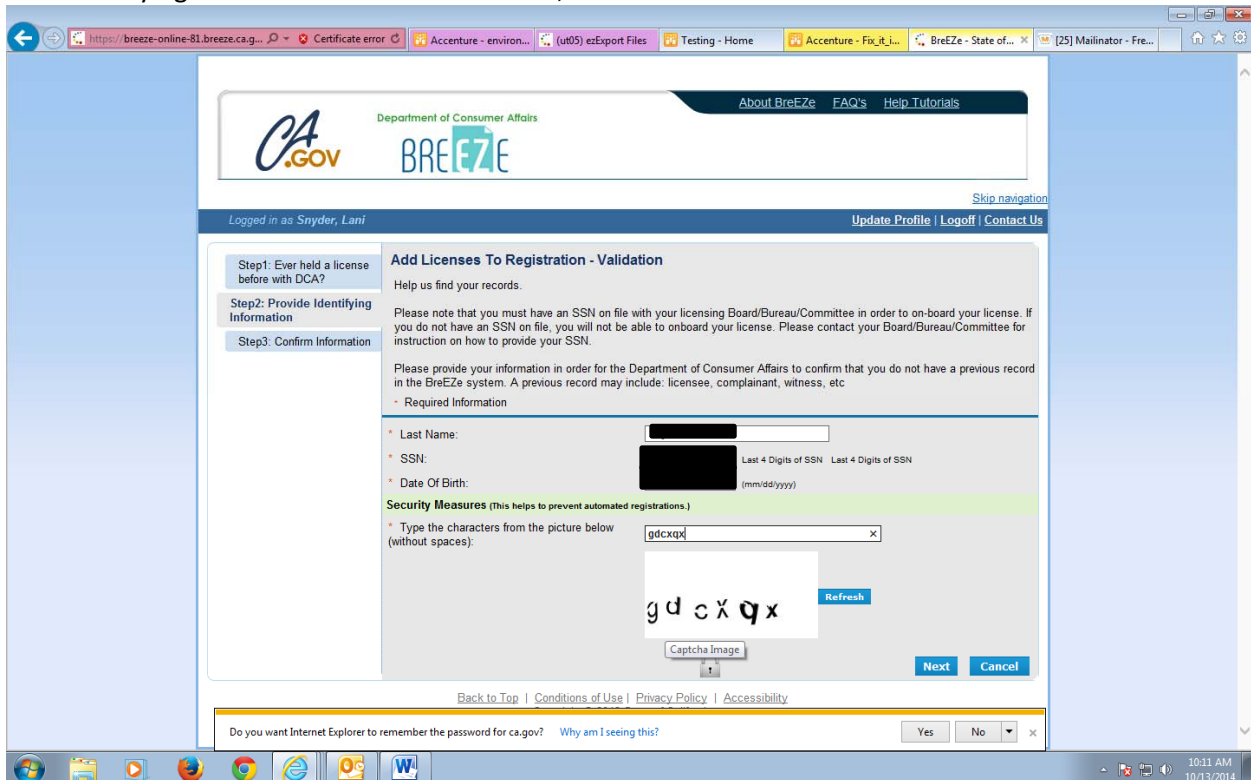 https://breeze-online-81.breeze.ca.g... Certificate error Accenture - environ... (ut05) ezExport Files Testing - Home Accenture - Fix_it_i... BreEZe - State of... [25] Mailinator - Fre...
About BreEZe FAQ's Help Tutorials
CA.GOV
Department of Consumer Affairs
BREEZE
Skip navigation
Logged in as Snyder, Lani Update Profile | Logoff | Contact Us
Step1: Ever held a license before with DCA?
Step2: Provide Identifying Information
Step3: Confirm Information
Add Licenses To Registration - Validation
Help us find your records.
Please note that you must have an SSN on file with your licensing Board/Bureau/Committee in order to on-board your license. If
you do not have an SSN on file, you will not be able to onboard your license. Please contact your Board/Bureau/Committee for
instruction on how to provide your SSN.
Please provide your information in order for the Department of Consumer Affairs to confirm that you do not have a previous record
in the BreEZe system. A previous record may include: licensee, complainant, witness, etc
* Required Information
* Last Name:
* SSN: Last 4 Digits of SSN Last 4 Digits of SSN
* Date Of Birth: (mm/dd/yyyy)
Security Measures (This helps to prevent automated registrations.)
* Type the characters from the picture below
(without spaces):
gdcxqx
gdcxqx
Refresh
Captcha Image
Next Cancel
Back to Top | Conditions of Use | Privacy Policy | Accessibility
Do you want Internet Explorer to remember the password for ca.gov? Why am I seeing this? Yes No
10:11 AM
10/13/2014